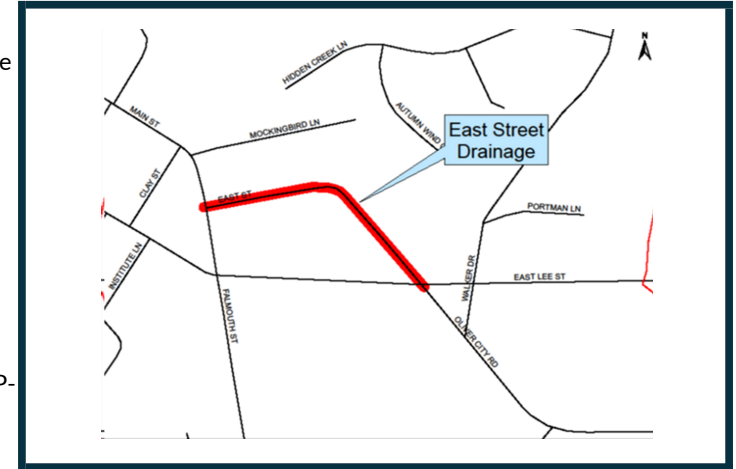 e
N
HIDDEN CREEK LN
MAIN ST
AUTUMN WIND
MOCKINGBIRD LN
East Street
Drainage
CLAY ST
EAST ST
PORTMAN LN
INSTITUTE LN
WALKER DR
EAST LEE ST
FALMOUTH ST
OLIVER CITY RD
P-